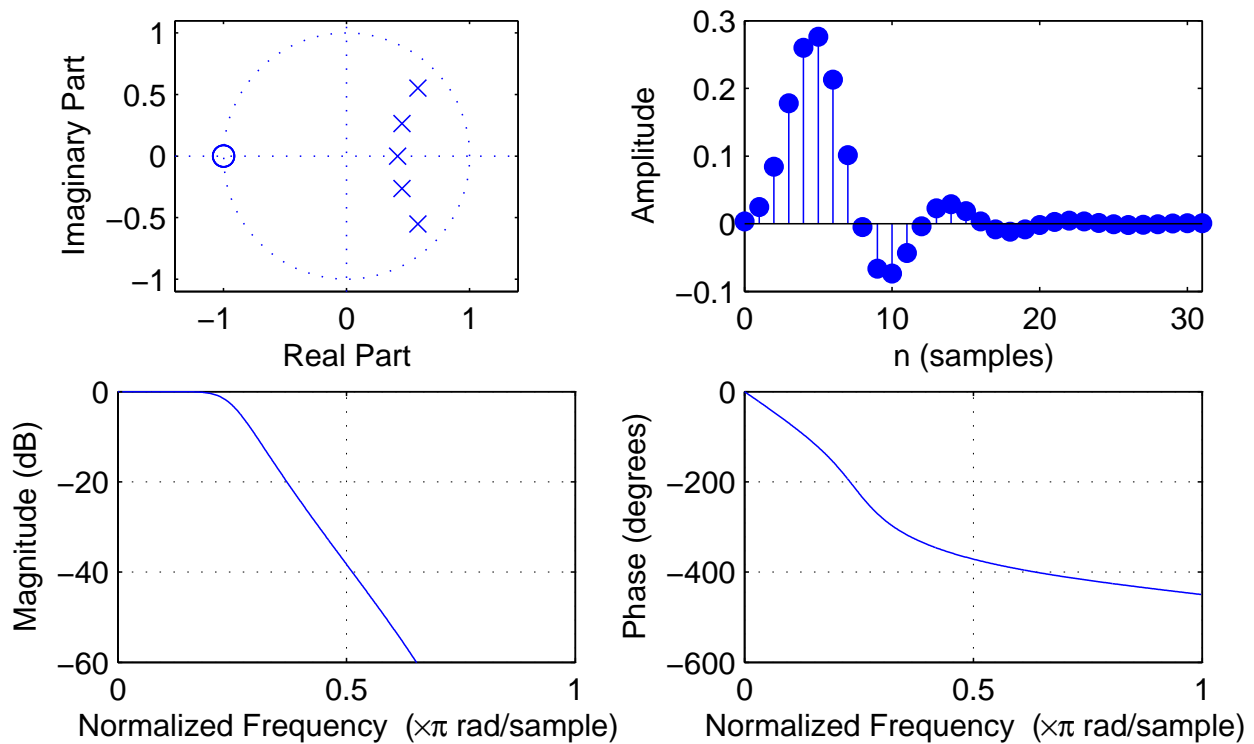 1
0.5
0
−0.5
−1
Imaginary Part
−1 0 1
Real Part
0.3
0.2
0.1
0
−0.1
Amplitude
0 10 20 30
n (samples)
0
−20
−40
−60
Magnitude (dB)
0 0.5 1
Normalized Frequency (×π rad/sample)
0
−200
−400
−600
Phase (degrees)
0 0.5 1
Normalized Frequency (×π rad/sample)